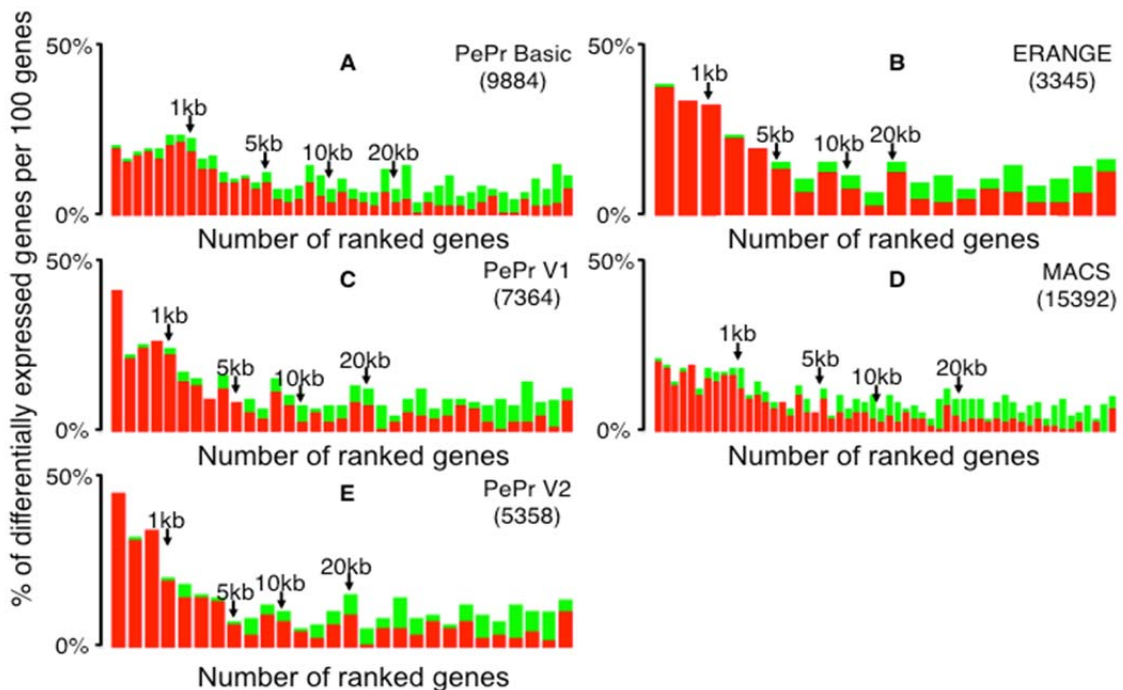 % of differentially expressed genes per 100 genes
50%
0%
A
PePr Basic
(9884)
1kb
5kb
10kb
20kb
Number of ranked genes
50%
0%
B
ERANGE
(3345)
1kb
5kb
10kb
20kb
Number of ranked genes
50%
0%
C
PePr V1
(7364)
1kb
5kb
10kb
20kb
Number of ranked genes
50%
0%
D
MACS
(15392)
1kb
5kb
10kb
20kb
Number of ranked genes
50%
0%
E
PePr V2
(5358)
1kb
5kb
10kb
20kb
Number of ranked genes